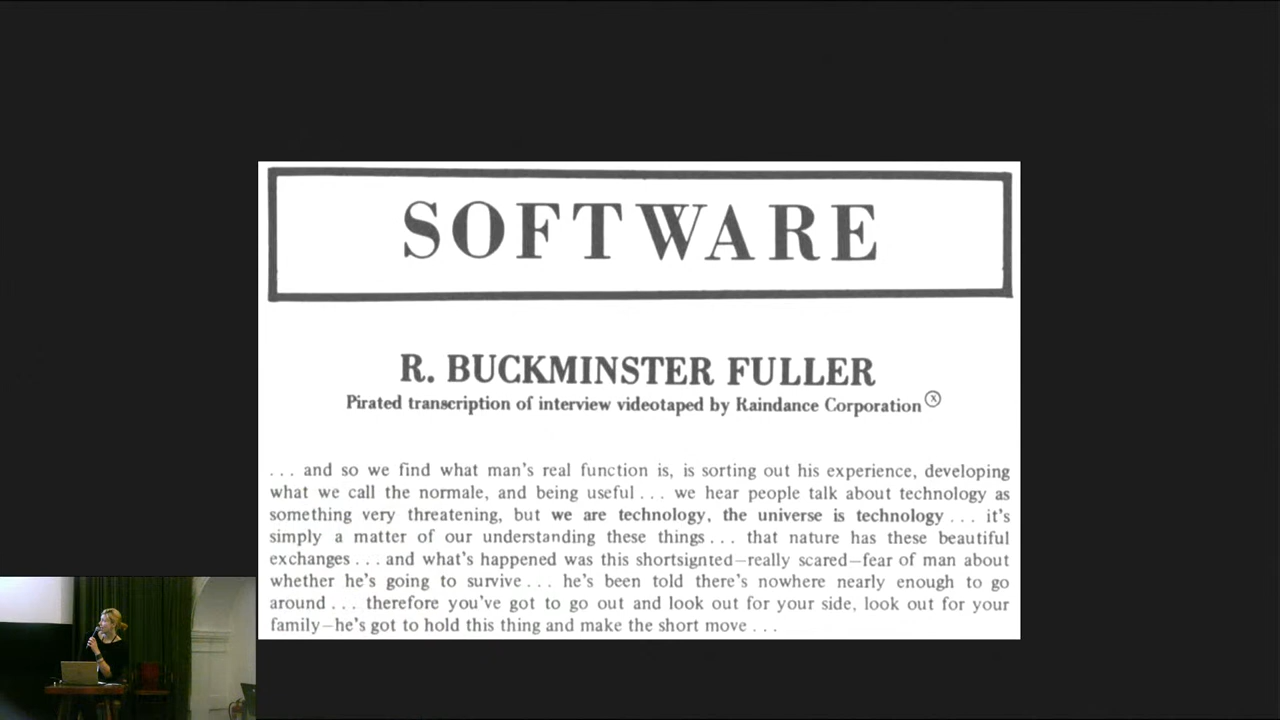 SOFTWARE
R. BUCKMINSTER FULLER
Pirated transcription of interview videotaped by Raindance Corporation ⓧ
. . . and so we find what man's real function is, is sorting out his experience, developing
what we call the normale, and being useful . . . we hear people talk about technology as
something very threatening, but we are technology, the universe is technology . . . it's
simply a matter of our understanding these things . . . that nature has these beautiful
exchanges . . . and what's happened was this shortsignted—really scared—fear of man about
whether he's going to survive . . . he's been told there's nowhere nearly enough to go
around . . . therefore you've got to go out and look out for your side, look out for your
family—he's got to hold this thing and make the short move . . .